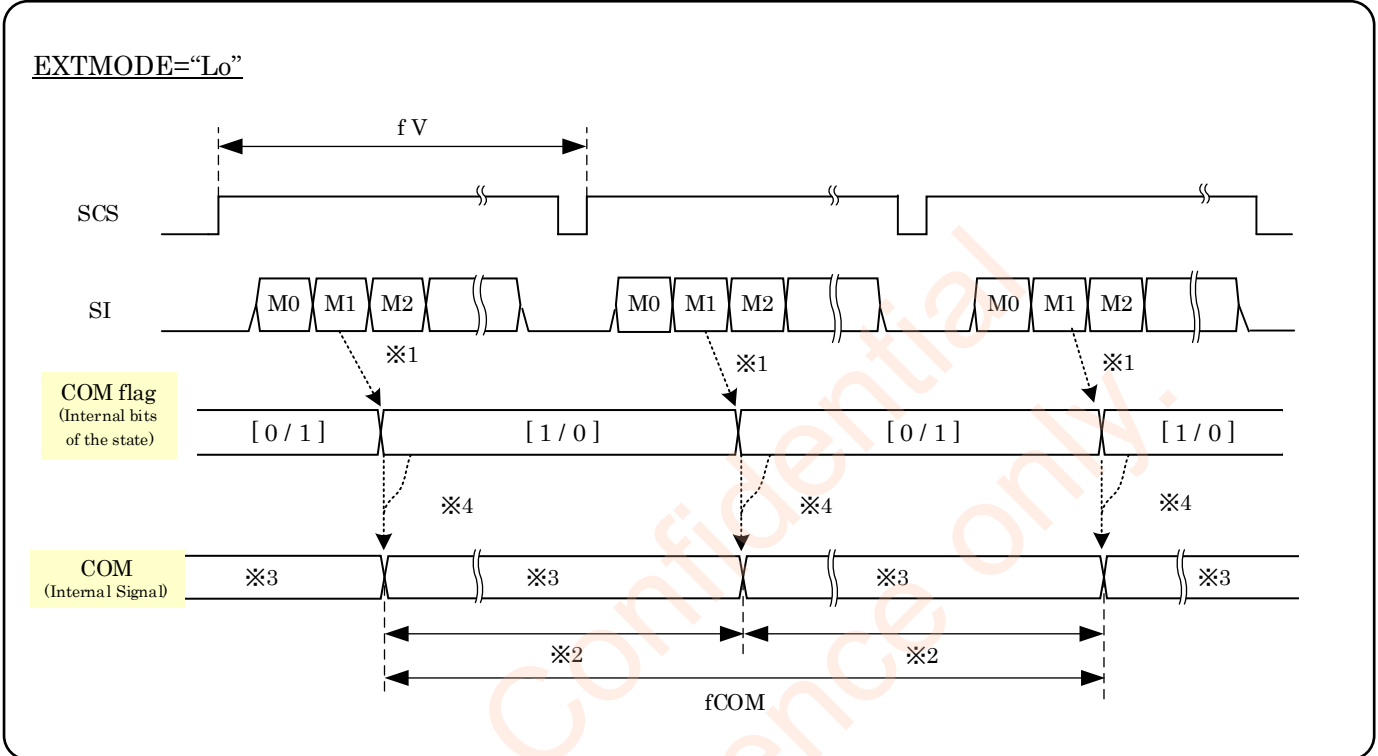 EXTMODE="Lo"
f V
SCS
SI
M0 M1 M2
M0 M1 M2
M0 M1 M2
※1
※1
※1
COM flag
(Internal bits
of the state)
[ 0 / 1 ]
[ 1 / 0 ]
[ 0 / 1 ]
[ 1 / 0 ]
※4
※4
※4
COM
(Internal Signal)
※3
※3
※3
※3
※2
※2
fCOM
Confidential
only.